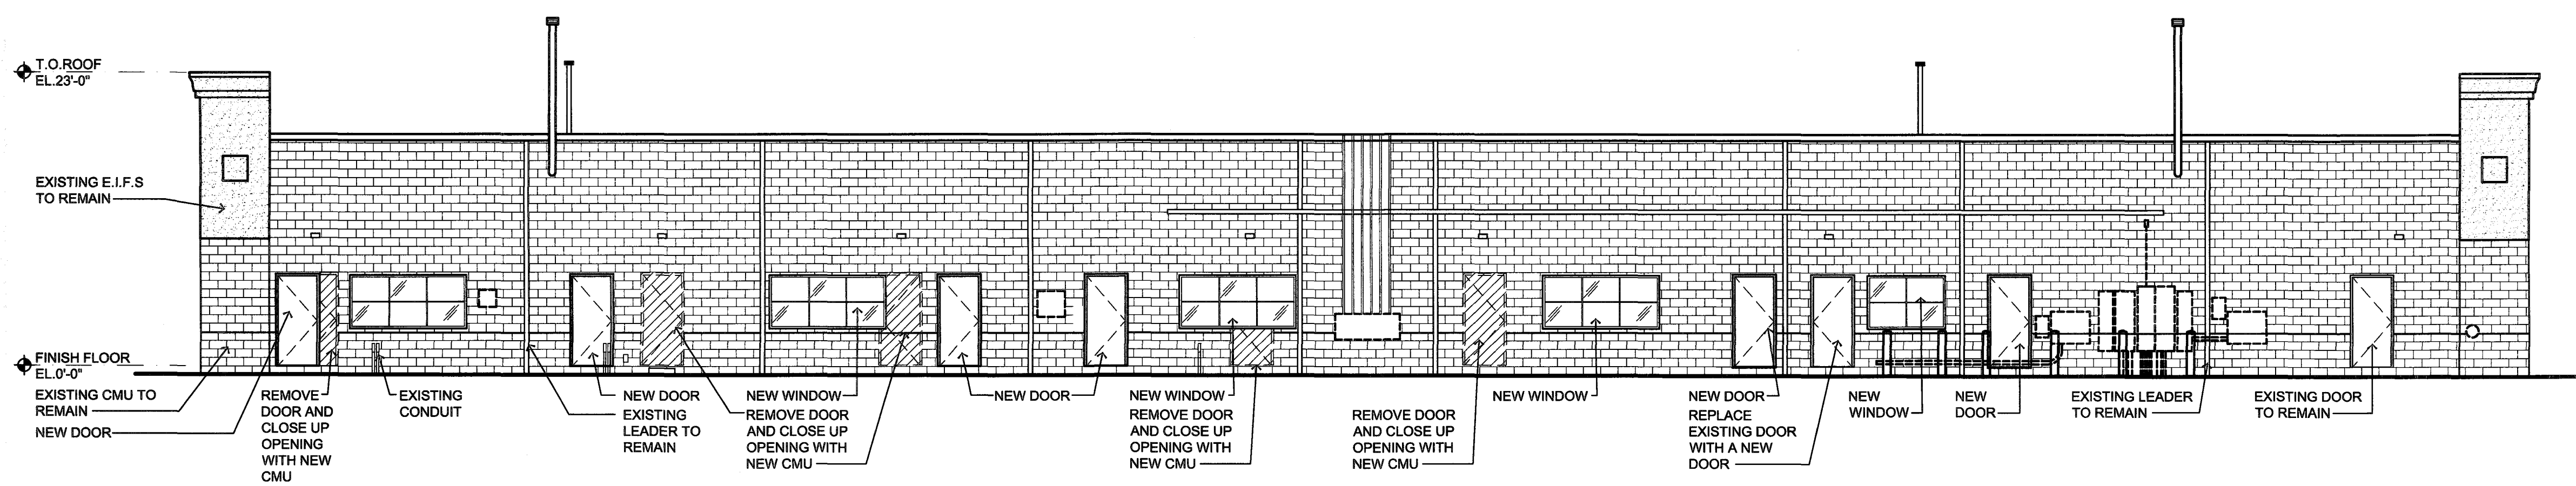 T.O.ROOF
EL.23'-0"
EXISTING E.I.F.S
TO REMAIN
FINISH FLOOR
EL.0'-0"
EXISTING CMU TO
REMAIN
NEW DOOR
REMOVE
DOOR AND
CLOSE UP
OPENING
WITH NEW
CMU
EXISTING
CONDUIT
NEW DOOR
EXISTING
LEADER TO
REMAIN
NEW WINDOW
REMOVE DOOR
AND CLOSE UP
OPENING WITH
NEW CMU
NEW DOOR
NEW WINDOW
REMOVE DOOR
AND CLOSE UP
OPENING WITH
NEW CMU
REMOVE DOOR
AND CLOSE UP
OPENING WITH
NEW CMU
NEW WINDOW
NEW DOOR
REPLACE
EXISTING DOOR
WITH A NEW
DOOR
NEW
WINDOW
NEW
DOOR
EXISTING LEADER
TO REMAIN
EXISTING DOOR
TO REMAIN